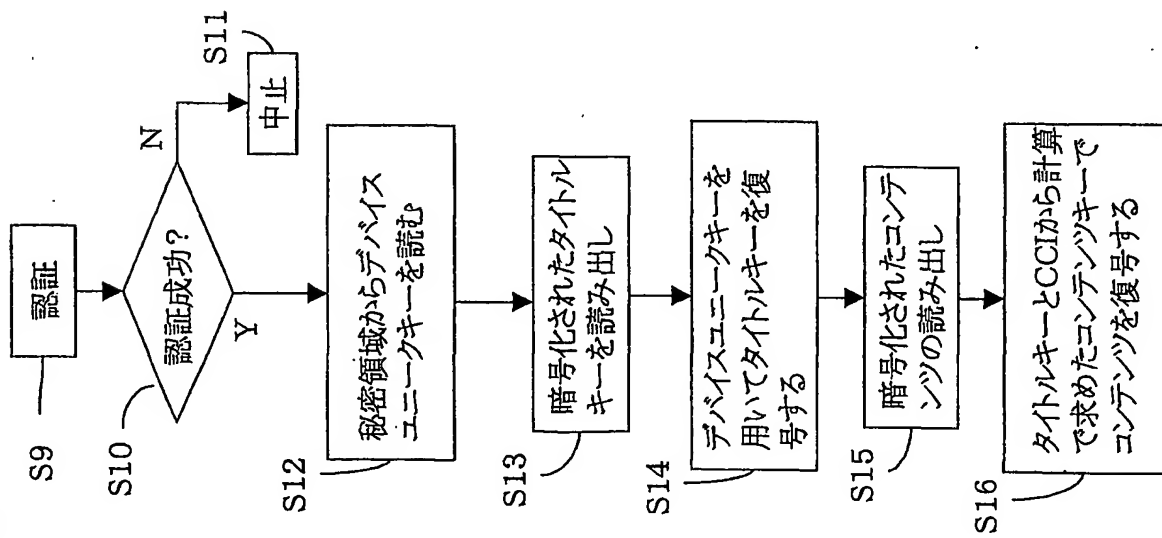 S9
認証
S10
認証成功?
N
S11
中止
Y
S12
秘密領域からデバイス
ユニークキーを読む
S13
暗号化されたタイトル
キーを読み出し
S14
デバイスユニークキーを
用いてタイトルキーを復
号する
S15
暗号化されたコンテ
ンツの読み出し
S16
タイトルキーとCCIから計算
で求めたコンテンツキーで
コンテンツを復号する